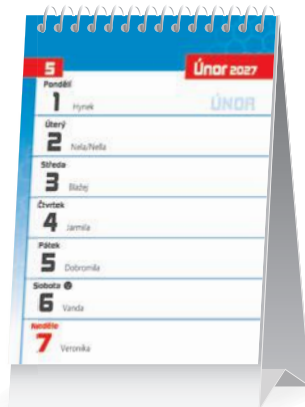 5 Únor 2027
Pondělí
1 Hynek ÚNOR
Úterý
2 Nela/Nella
Středa
3 Blažej
Čtvrtek
4 Jarmila
Pátek
5 Dobromila
Sobota
6 Vanda
Neděle
7 Veronika